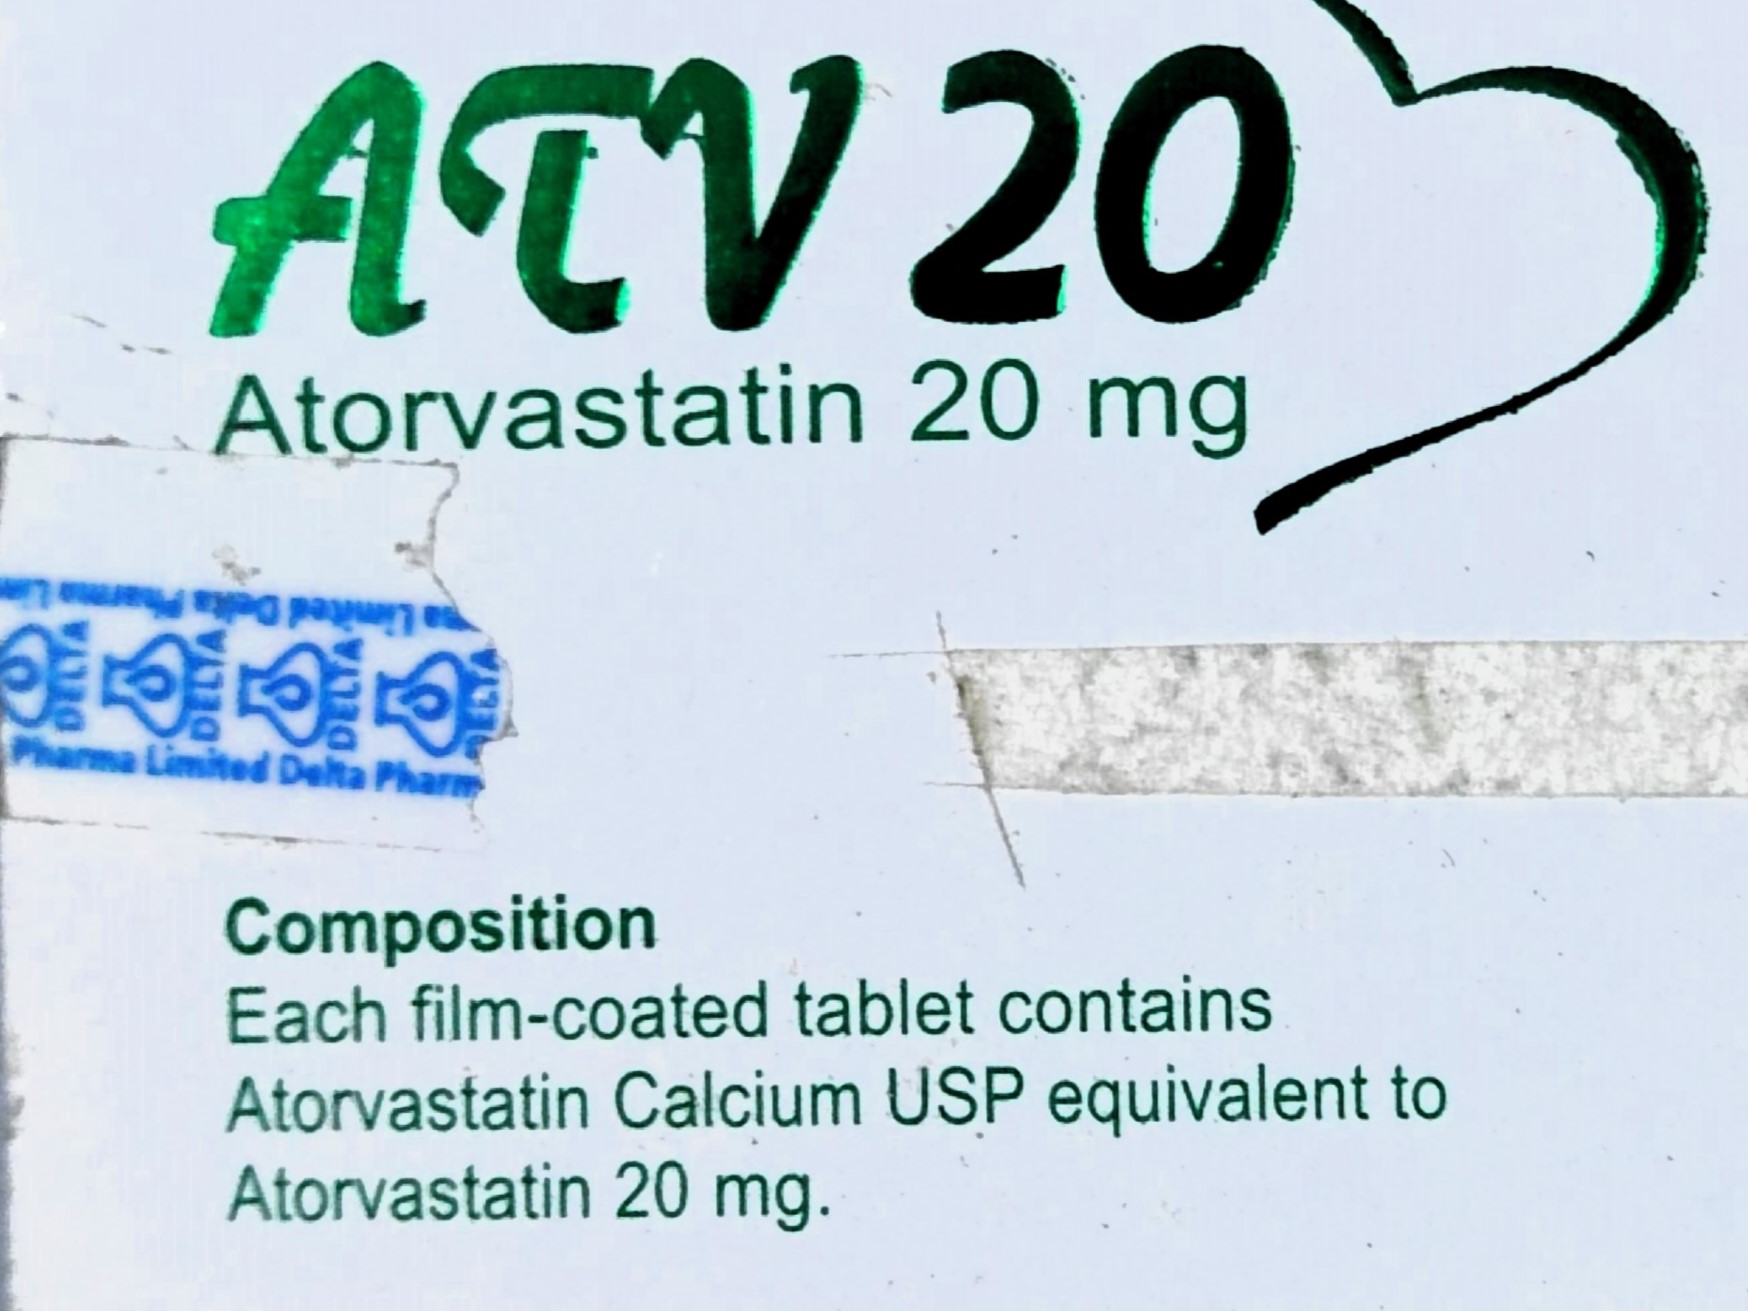 ATV 20
Atorvastatin 20 mg
Limited Delta Pharma Limited
DELTA DELTA DELTA DELTA
Pharma Limited Delta Pharm
Composition
Each film-coated tablet contains
Atorvastatin Calcium USP equivalent to
Atorvastatin 20 mg.